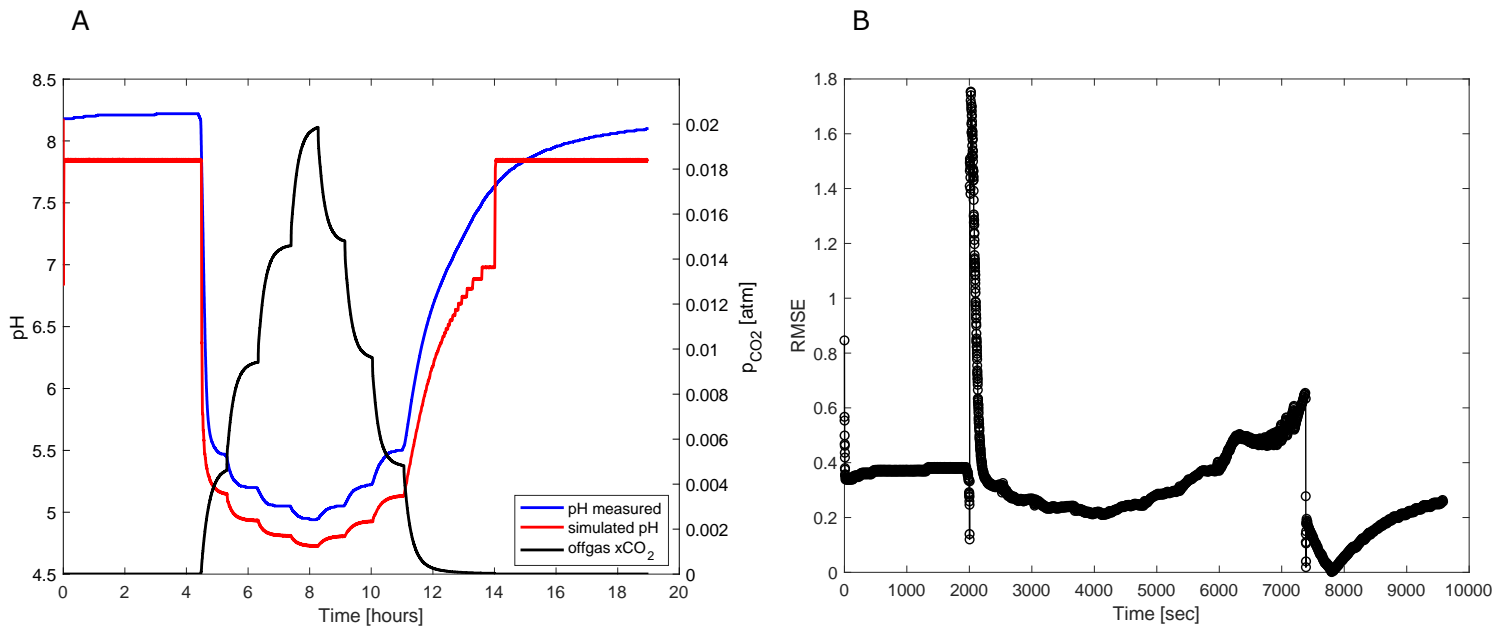 A
8.5
8
7.5
7
6.5
6
5.5
5
4.5
pH
0 2 4 6 8 10 12 14 16 18 20
Time [hours]
0.02
0.018
0.016
0.014
0.012
0.01
0.008
0.006
0.004
0.002
0
pCO2 [atm]
pH measured
simulated pH
offgas xCO2
B
1.8
1.6
1.4
1.2
1
0.8
0.6
0.4
0.2
0
RMSE
0 1000 2000 3000 4000 5000 6000 7000 8000 9000 10000
Time [sec]